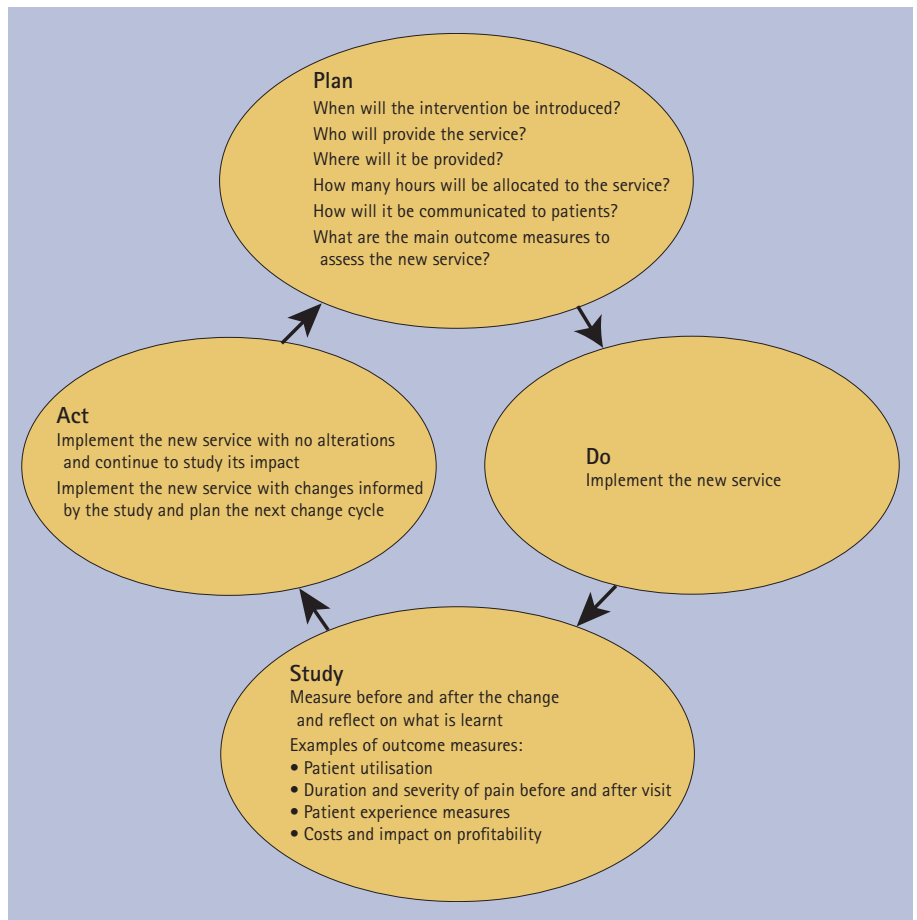 Plan
When will the intervention be introduced?
Who will provide the service?
Where will it be provided?
How many hours will be allocated to the service?
How will it be communicated to patients?
What are the main outcome measures to
assess the new service?
Do
Implement the new service
Study
Measure before and after the change
and reflect on what is learnt
Examples of outcome measures:
• Patient utilisation
• Duration and severity of pain before and after visit
• Patient experience measures
• Costs and impact on profitability
Act
Implement the new service with no alterations
and continue to study its impact
Implement the new service with changes informed
by the study and plan the next change cycle